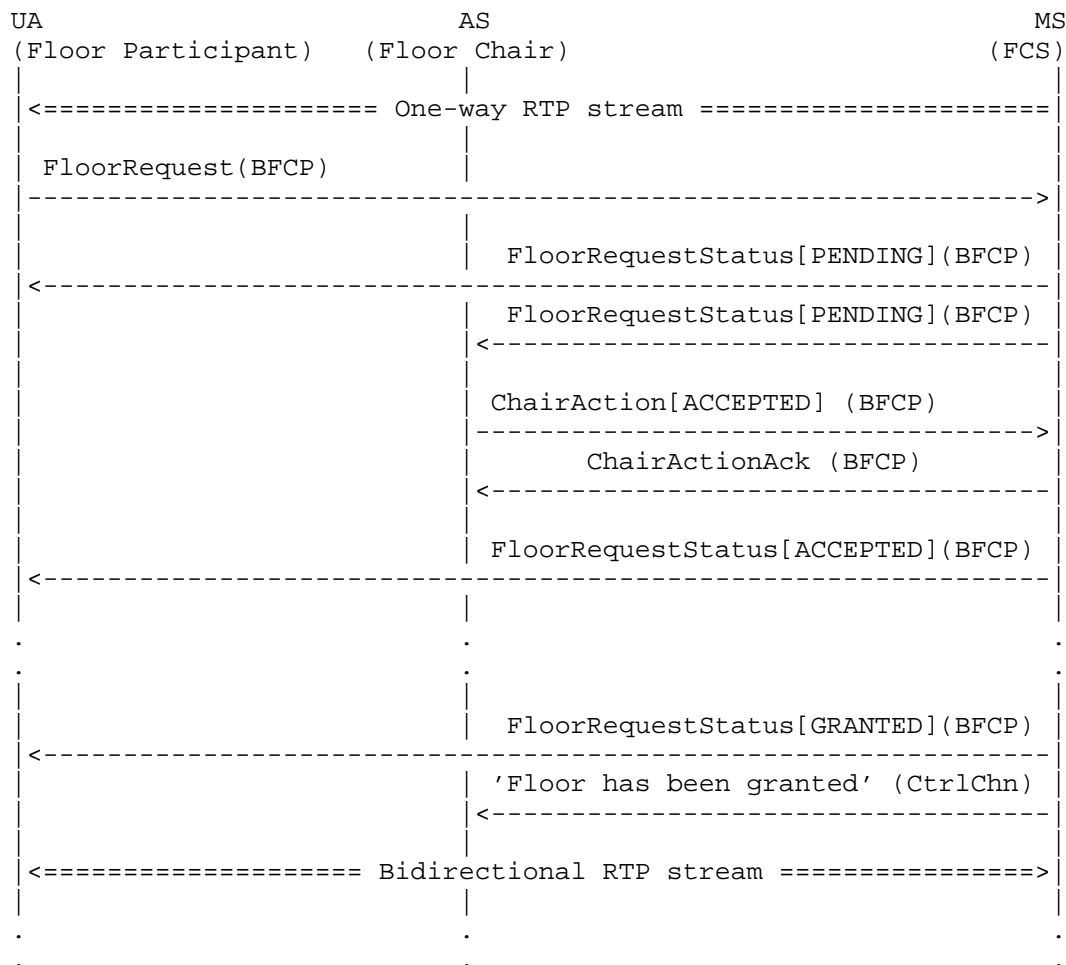 UA AS MS
(Floor Participant) (Floor Chair) (FCS)
<===================== One-way RTP stream ======================
FloorRequest(BFCP)
--------------------------------------------------------------->
FloorRequestStatus[PENDING](BFCP)
<---------------------------------------------------------------
FloorRequestStatus[PENDING](BFCP)
<-----------------------------------
ChairAction[ACCEPTED] (BFCP)
----------------------------------->
ChairActionAck (BFCP)
<-----------------------------------
FloorRequestStatus[ACCEPTED](BFCP)
<---------------------------------------------------------------
. . .
. . .
FloorRequestStatus[GRANTED](BFCP)
<---------------------------------------------------------------
’Floor has been granted’ (CtrlChn)
<-----------------------------------
<==================== Bidirectional RTP stream ================>
. . .
. . .